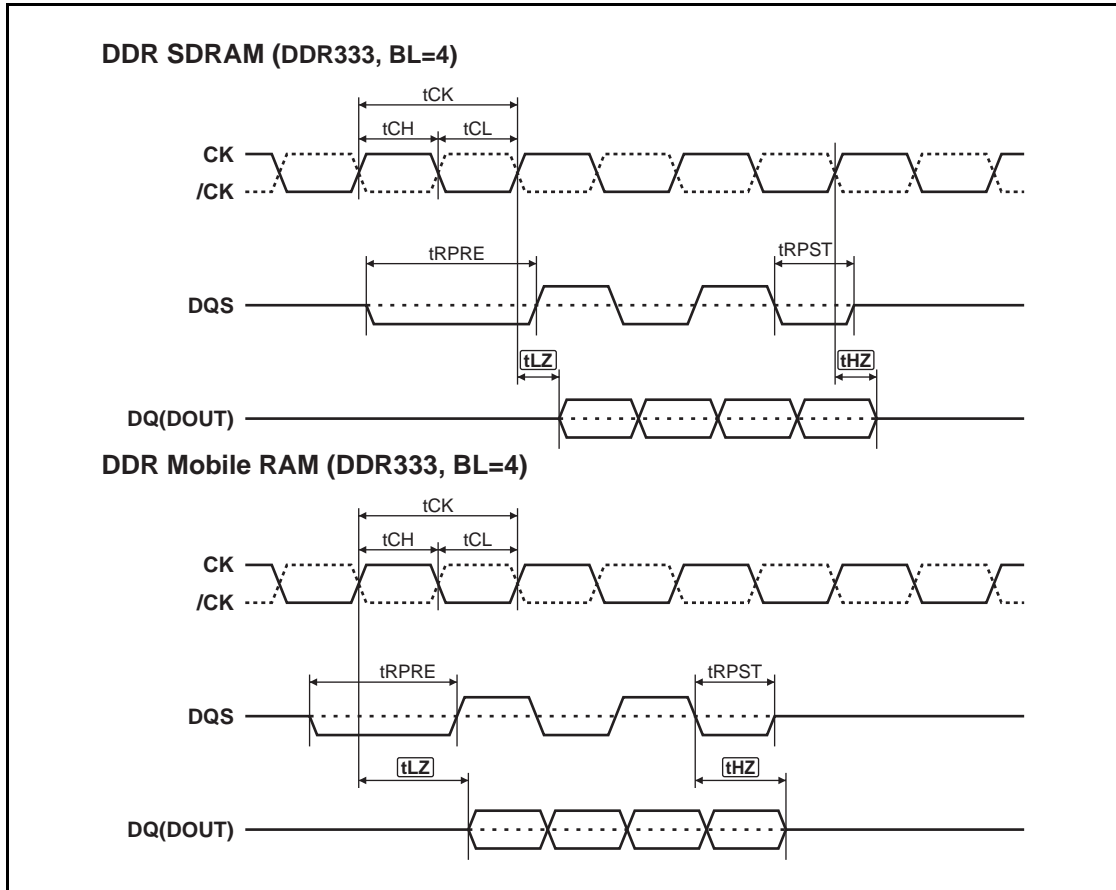 DDR SDRAM (DDR333, BL=4)
tCK
tCH tCL
CK
/CK
tRPRE tRPST
DQS
tLZ tHZ
DQ(DOUT)
DDR Mobile RAM (DDR333, BL=4)
tCK
tCH tCL
CK
/CK
tRPRE tRPST
DQS
tLZ tHZ
DQ(DOUT)